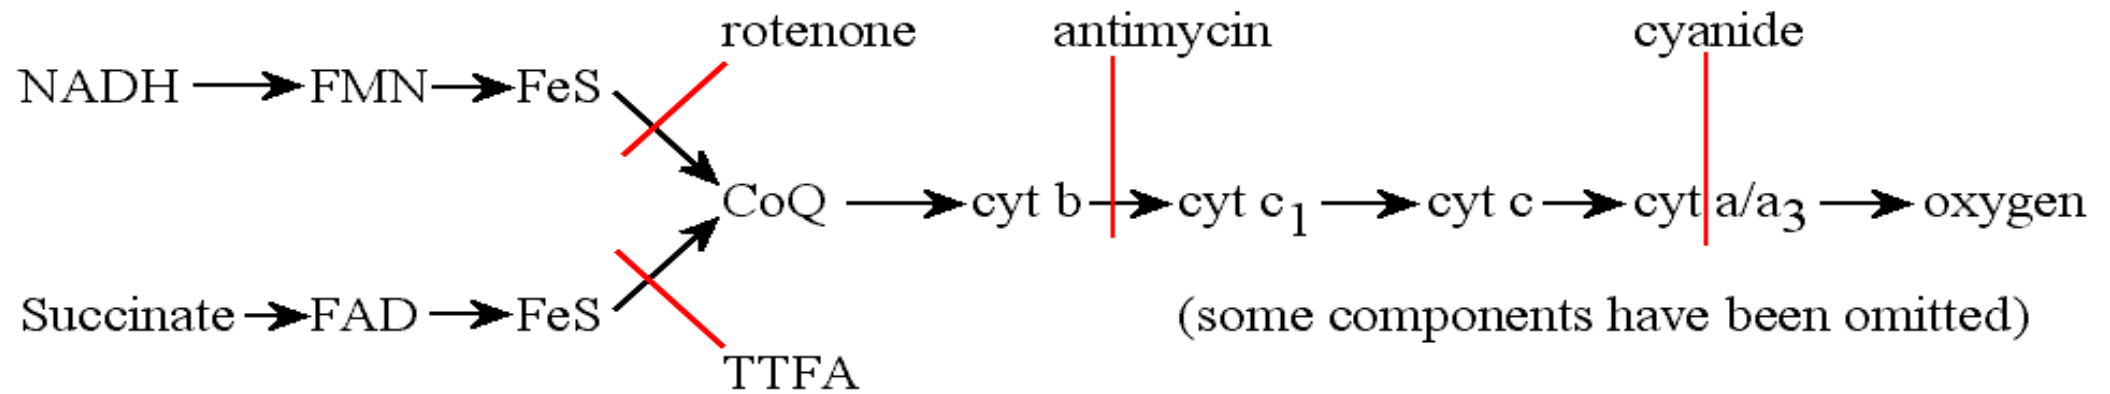 rotenone antimycin cyanide
NADH FMN FeS
CoQ cyt b cyt c1 cyt c cyt a/a3 oxygen
Succinate FAD FeS (some components have been omitted)
TTFA